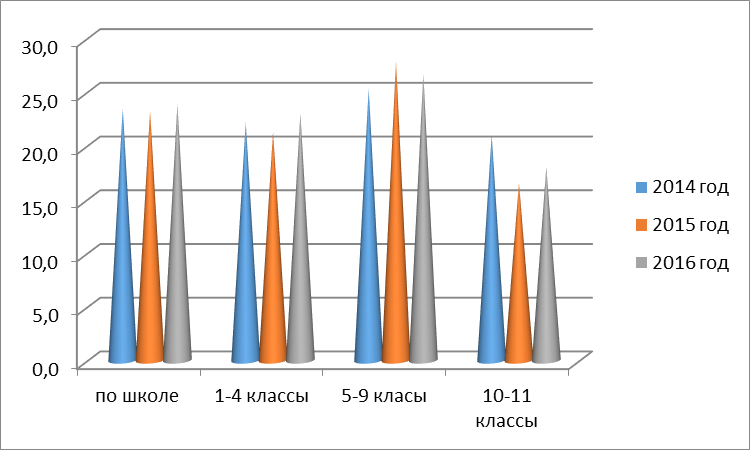 30,0
25,0
20,0
15,0
10,0
5,0
0,0
по школе
1-4 классы
5-9 класы
10-11
классы
2014 год
2015 год
2016 год